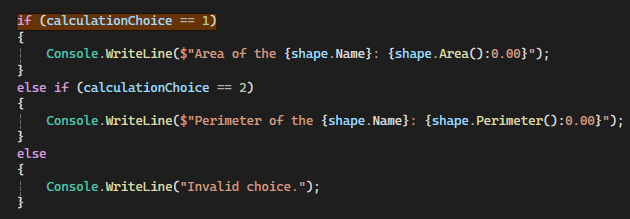 if (calculationChoice == 1)
{
    Console.WriteLine($"Area of the {shape.Name}: {shape.Area():0.00}");
}
else if (calculationChoice == 2)
{
    Console.WriteLine($"Perimeter of the {shape.Name}: {shape.Perimeter():0.00}");
}
else
{
    Console.WriteLine("Invalid choice.");
}